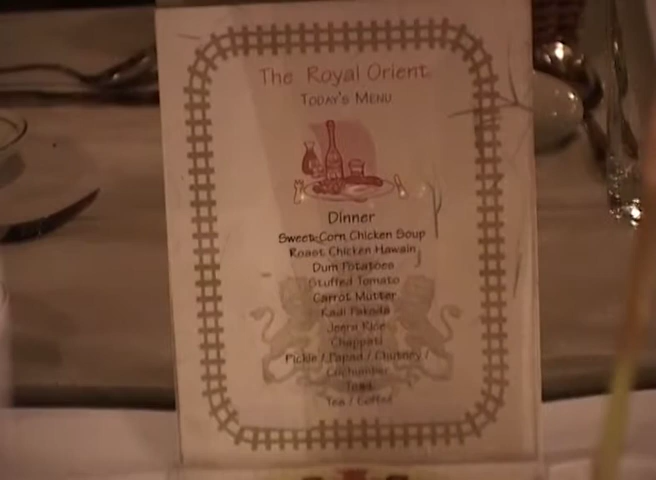 The Royal Orient
TODAY'S MENU
Dinner
Sweet-Corn Chicken Soup
Roast Chicken Hawain
Dum Potatoes
Stuffed Tomato
Carrot Mutter
Kadi Pakoda
Jeera Rice
Chappati
Pickle / Papad / Chutney /
Cuchumber
Tea / Coffee